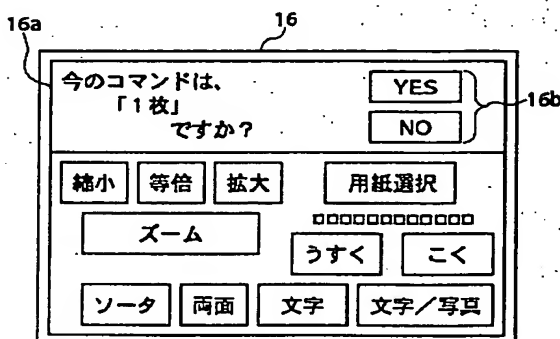 16
16a
今のコマンドは、
「1枚」
ですか?
YES
NO
16b
縮小 等倍 拡大 用紙選択
ズーム
うすく こく
ソータ 両面 文字 文字/写真